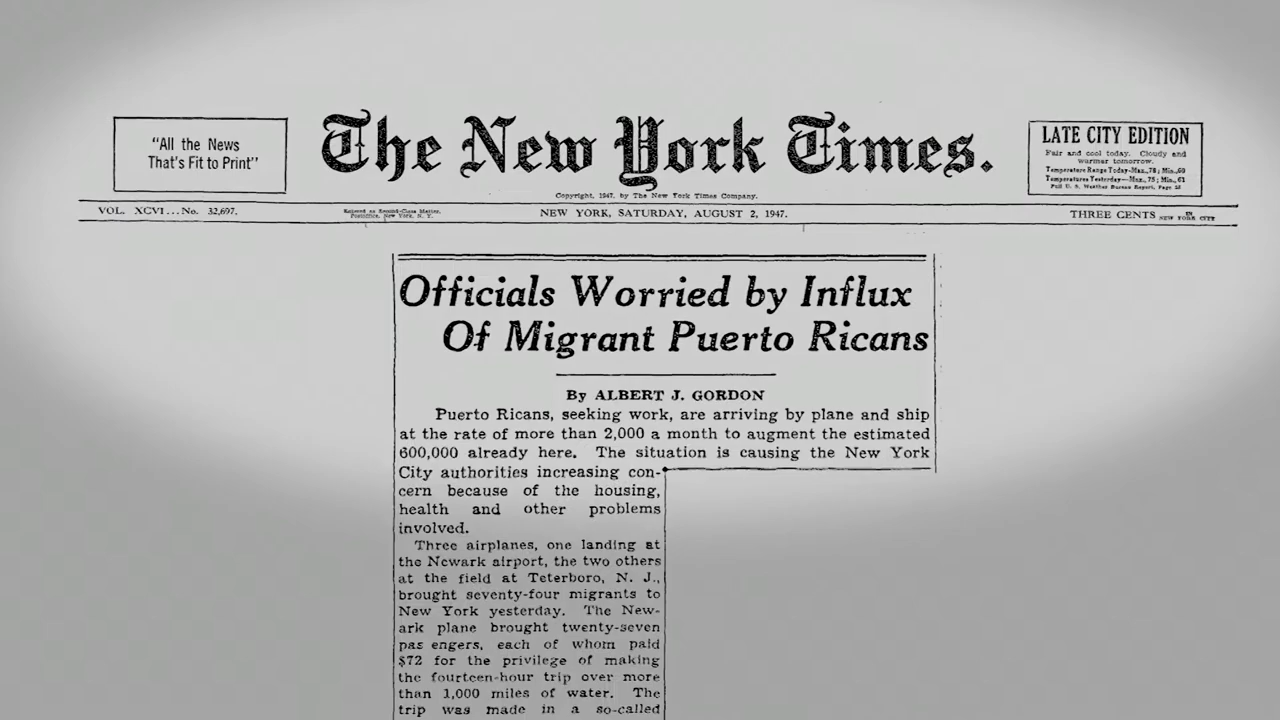 "All the News
That's Fit to Print"
The New York Times.
LATE CITY EDITION
Fair and cool today. Cloudy and
warmer tomorrow.
Temperature Range Today—Max., 78; Min., 60
Temperatures Yesterday—Max., 75; Min., 61
Full U. S. Weather Bureau Report, Page
Copyright, 1947, by The New York Times Company.
VOL. XCVI...No. 32,697.
Entered as Second-Class Matter,
Postoffice, New York, N. Y.
NEW YORK, SATURDAY, AUGUST 2, 1947.
THREE CENTS IN NEW YORK CITY
Officials Worried by Influx
Of Migrant Puerto Ricans
By ALBERT J. GORDON
Puerto Ricans, seeking work, are arriving by plane and ship
at the rate of more than 2,000 a month to augment the estimated
600,000 already here. The situation is causing the New York
City authorities increasing con-
cern because of the housing,
health and other problems
involved.
Three airplanes, one landing at
the Newark airport, the two others
at the field at Teterboro, N. J.,
brought seventy-four migrants to
New York yesterday. The New-
ark plane brought twenty-seven
pas engers, each of whom paid
$72 for the privilege of making
the fourteen-hour trip over more
than 1,000 miles of water. The
trip was made in a so-called